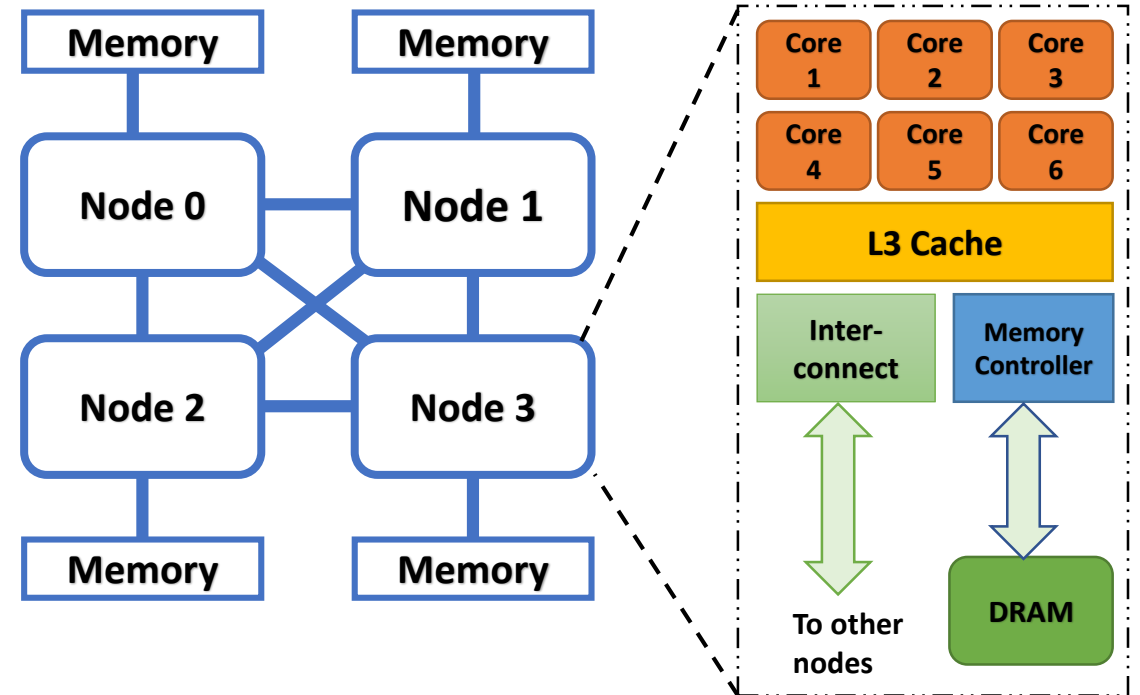 Memory
Memory
Node 0
Node 1
Node 2
Node 3
Memory
Memory
Core
1
Core
2
Core
3
Core
4
Core
5
Core
6
L3 Cache
Inter-
connect
Memory
Controller
To other
nodes
DRAM